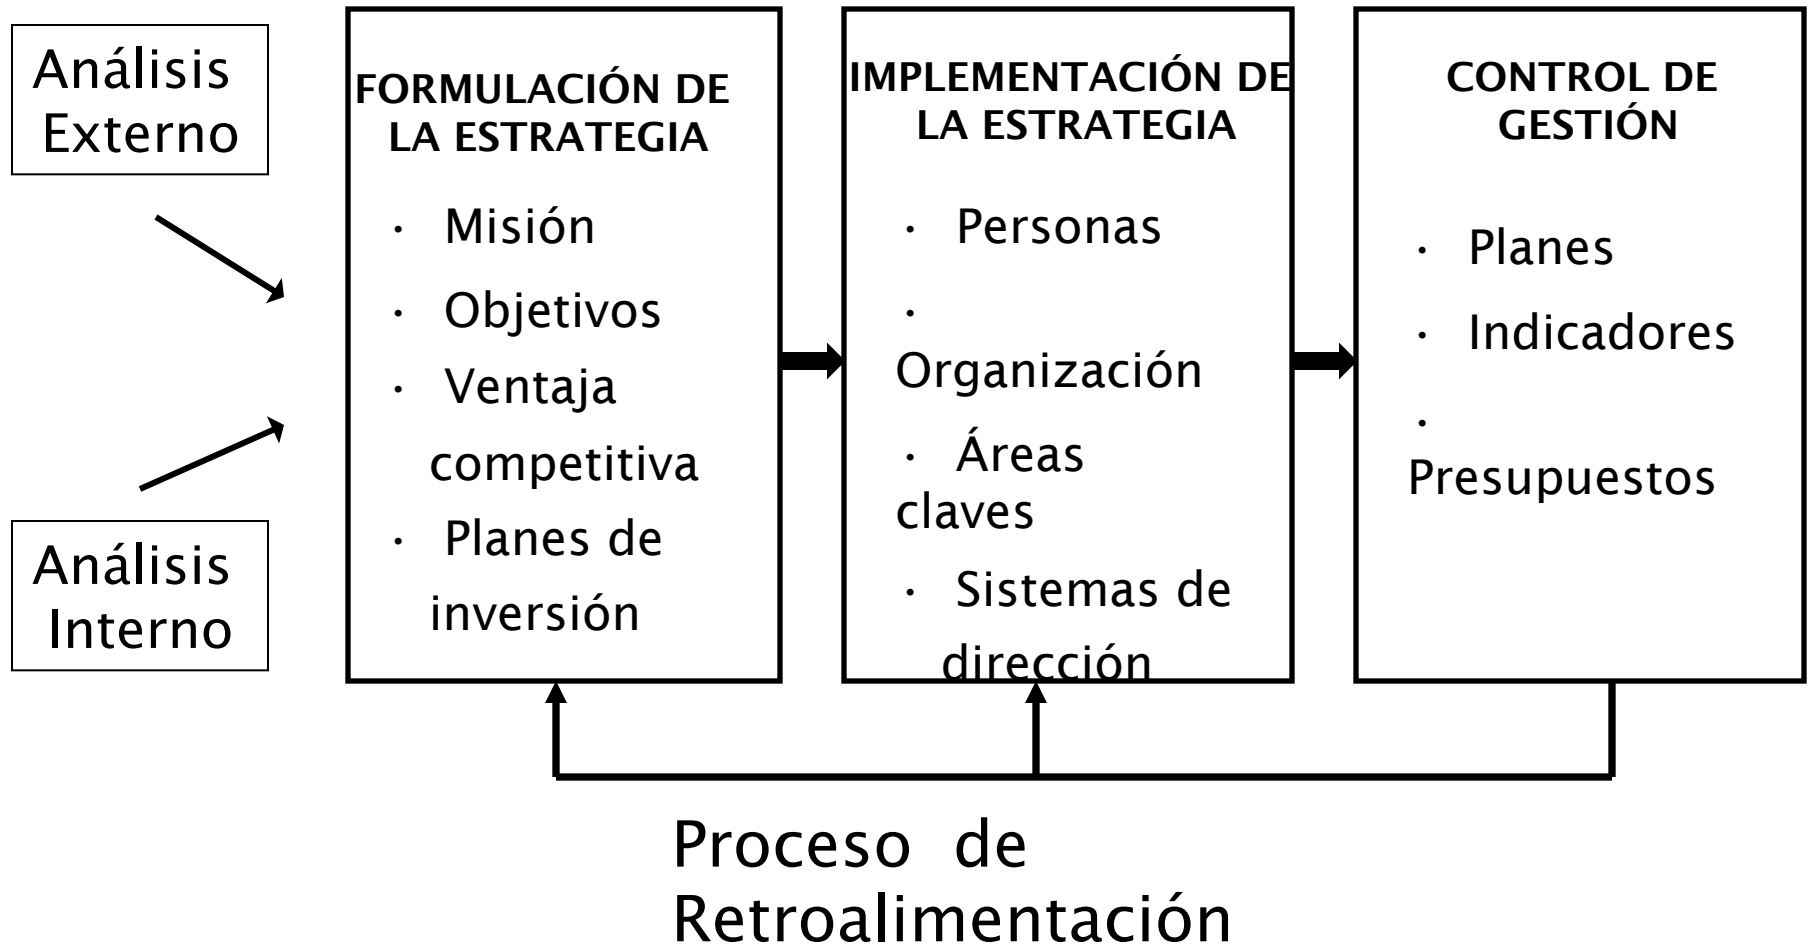 Análisis
Externo
Análisis
Interno
FORMULACIÓN DE
LA ESTRATEGIA
· Misión
· Objetivos
· Ventaja
competitiva
· Planes de
inversión
IMPLEMENTACIÓN DE
LA ESTRATEGIA
· Personas
·
Organización
· Áreas
claves
· Sistemas de
dirección
CONTROL DE
GESTIÓN
· Planes
· Indicadores
·
Presupuestos
Proceso de
Retroalimentación